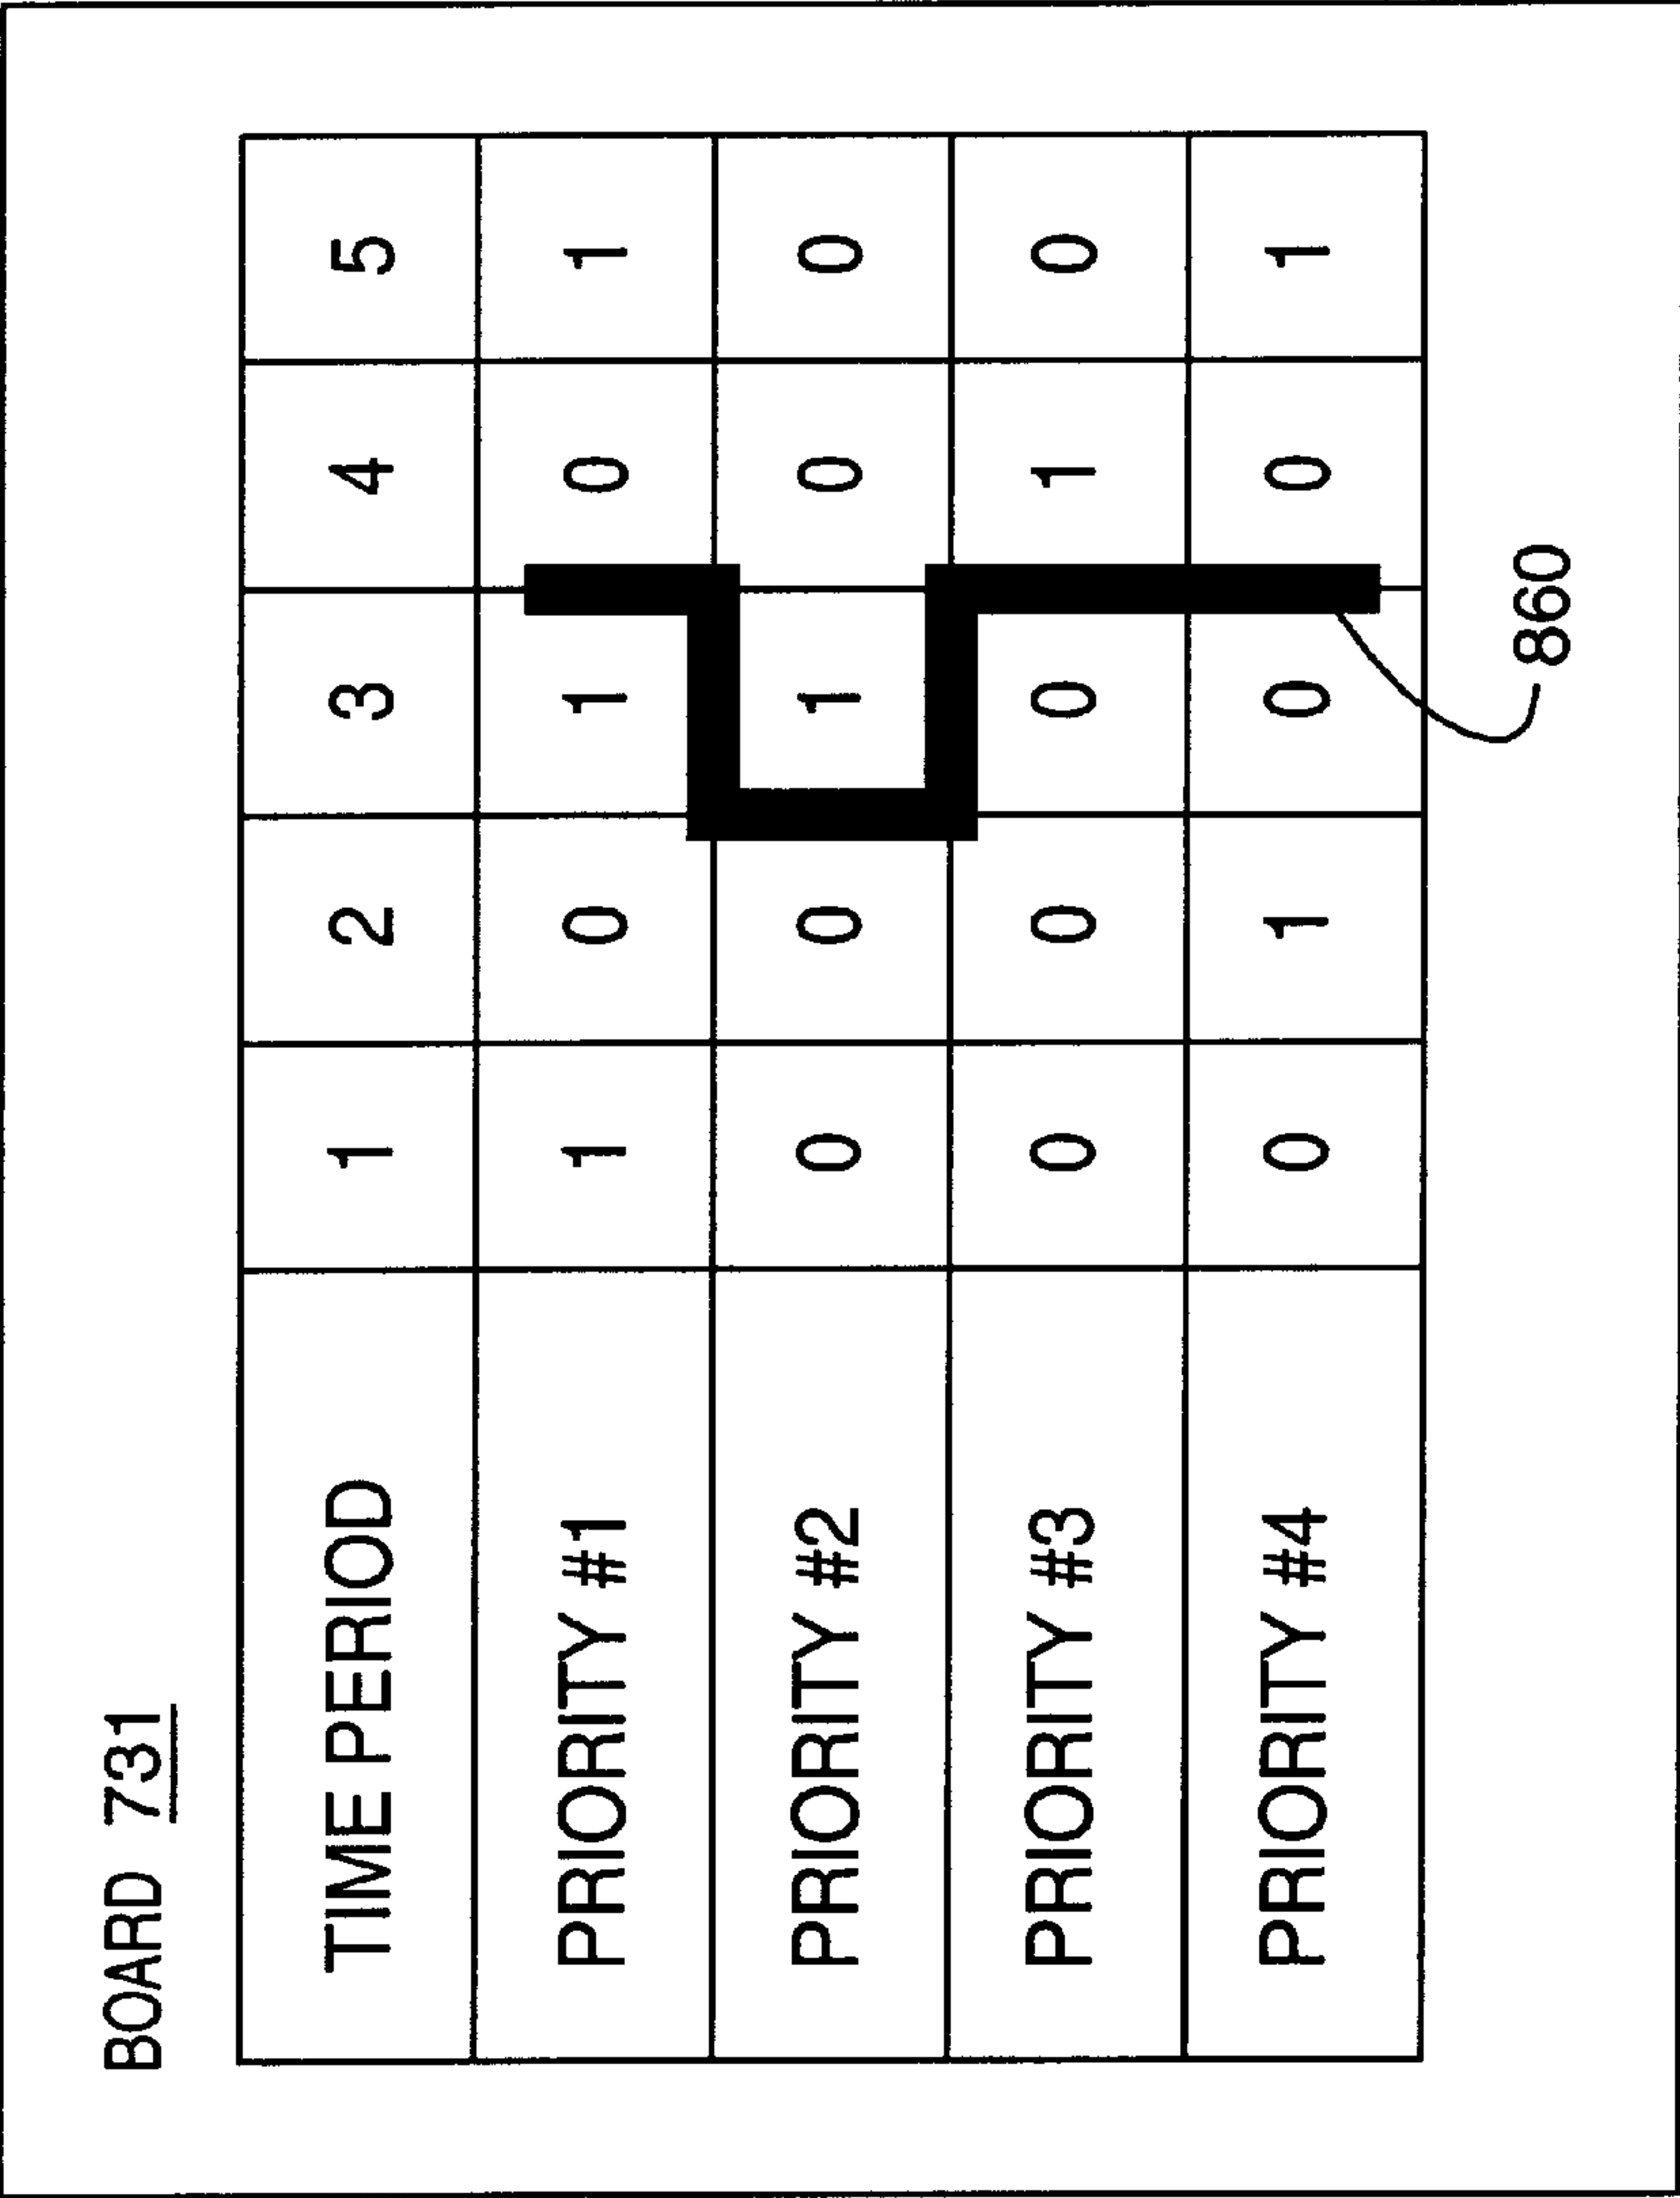 BOARD 731
TIME PERIOD 1 2 3 4 5
PRIORITY #1 1 0 1 0 1
PRIORITY #2 0 0 1 0 0
PRIORITY #3 0 0 0 1 0
PRIORITY #4 0 1 0 0 1
860